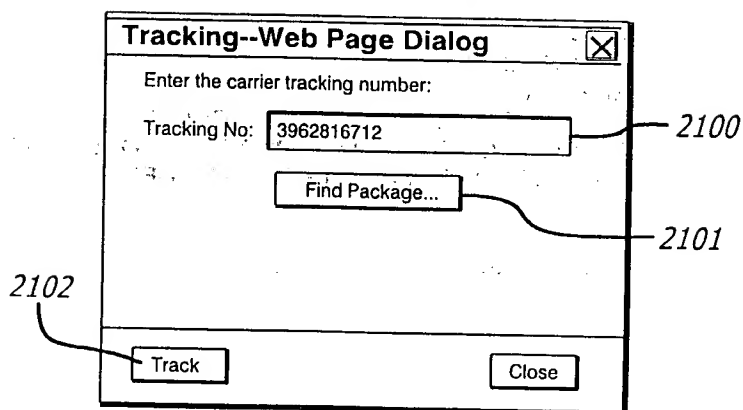 Tracking--Web Page Dialog
Enter the carrier tracking number:
Tracking No: 3962816712
2100
Find Package...
2101
2102
Track
Close